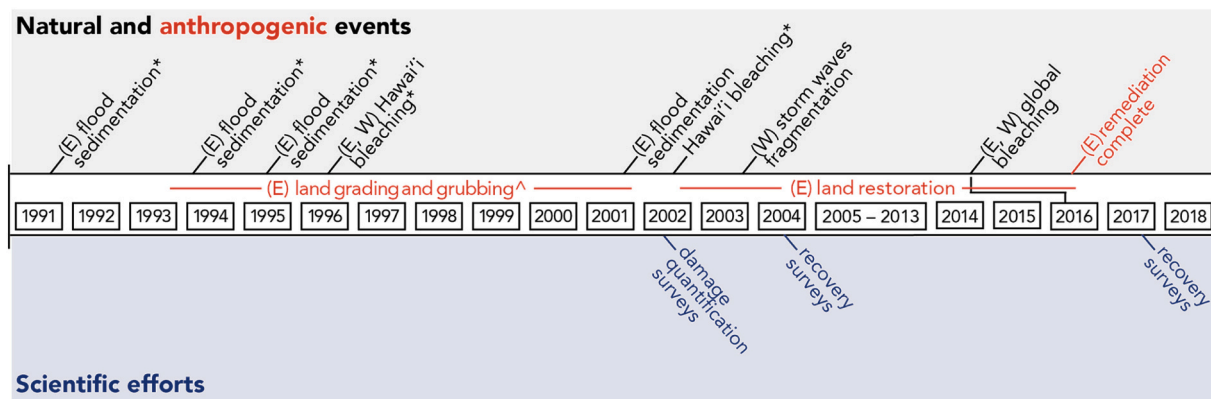 Natural and anthropogenic events
(E) flood
sedimentation*
(E) flood
sedimentation*
(E) flood
sedimentation*
(E, W) Hawai‘i
bleaching*
(E) flood
sedimentation
Hawai‘i bleaching*
(W) storm waves
fragmentation
(E, W) global
bleaching
(E) remediation
complete
(E) land grading and grubbing^
(E) land restoration
1991 1992 1993 1994 1995 1996 1997 1998 1999 2000 2001 2002 2003 2004 2005 – 2013 2014 2015 2016 2017 2018
damage
quantification
surveys
recovery
surveys
recovery
surveys
Scientific efforts